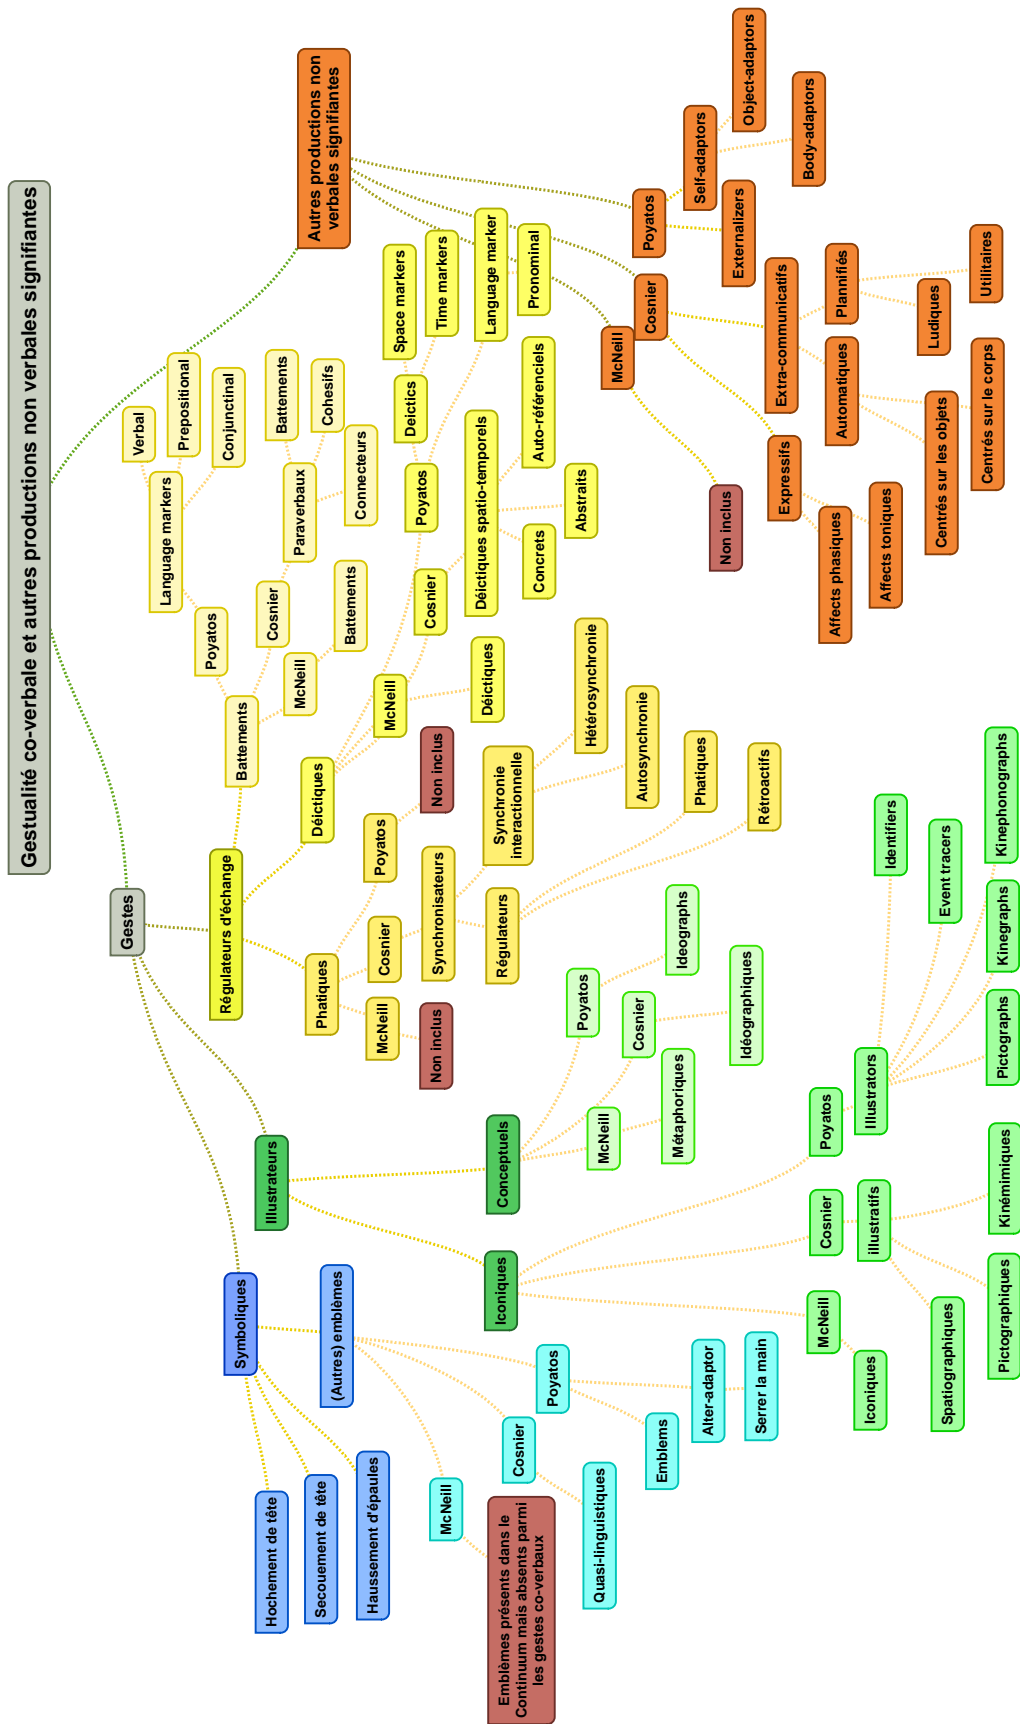 Gestualité co-verbale et autres productions non verbales signifiantes
Gestes
Symboliques
Hochement de tête
Secouement de tête
Haussement d'épaules
(Autres) emblèmes
McNeill
Emblèmes présents dans le
Continuum mais absents parmi
les gestes co-verbaux
Cosnier
Quasi-linguistiques
Poyatos
Emblems
Alter-adaptor
Serrer la main
Illustrateurs
Iconiques
McNeill
Iconiques
Cosnier
illustratifs
Spatiographiques
Pictographiques
Kinémimiques
Poyatos
Illustrators
Pictographs
Kinegraphs
Kinephonographs
Event tracers
Identifiers
Conceptuels
McNeill
Métaphoriques
Cosnier
Idéographiques
Poyatos
Ideographs
Régulateurs d'échange
Phatiques
McNeill
Non inclus
Cosnier
Synchronisateurs
Régulateurs
Rétroactifs
Phatiques
Synchronie
interactionnelle
Autosynchronie
Hétérosynchronie
Poyatos
Non inclus
Déictiques
McNeill
Déictiques
Cosnier
Déictiques spatio-temporels
Concrets
Abstraits
Auto-référenciels
Poyatos
Deictics
Space markers
Time markers
Language marker
Pronominal
Battements
McNeill
Battements
Cosnier
Paraverbaux
Battements
Cohesifs
Connecteurs
Poyatos
Language markers
Verbal
Prepositional
Conjunctinal
Autres productions non
verbales signifiantes
McNeill
Non inclus
Cosnier
Expressifs
Affects phasiques
Affects toniques
Extra-communicatifs
Automatiques
Centrés sur les objets
Centrés sur le corps
Plannifiés
Ludiques
Utilitaires
Poyatos
Externalizers
Self-adaptors
Object-adaptors
Body-adaptors